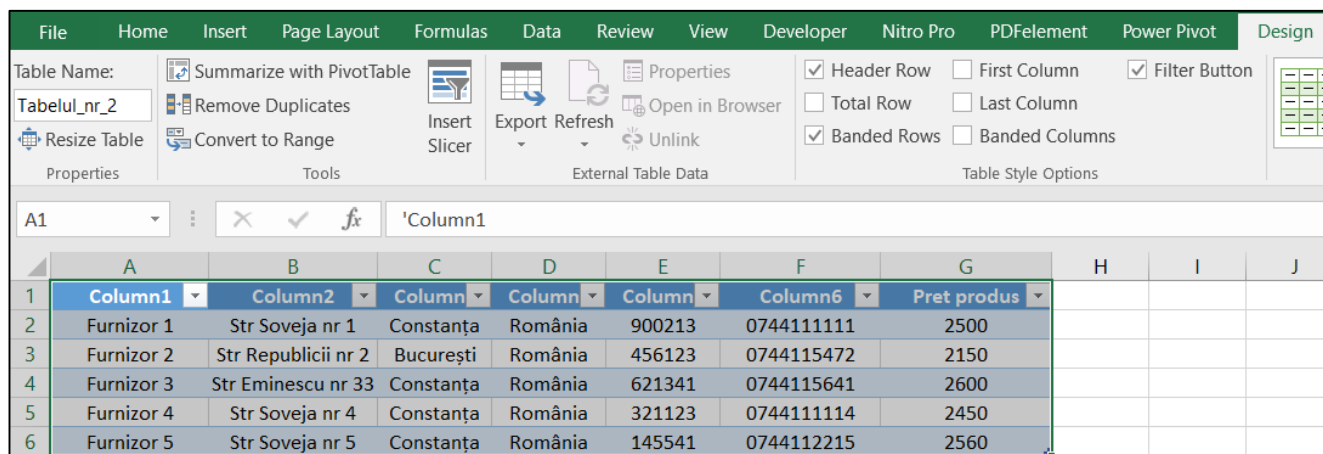 File Home Insert Page Layout Formulas Data Review View Developer Nitro Pro PDFelement Power Pivot Design
Table Name:
Tabelul_nr_2
Resize Table
Properties
Summarize with PivotTable
Remove Duplicates
Convert to Range
Tools
Insert
Slicer
Export Refresh
Properties
Open in Browser
Unlink
External Table Data
Header Row First Column Filter Button
Total Row Last Column
Banded Rows Banded Columns
Table Style Options
A1 fx 'Column1
A B C D E F G H I J
1 Column1 Column2 Column Column Column Column6 Pret produs
2 Furnizor 1 Str Soveja nr 1 Constanța România 900213 0744111111 2500
3 Furnizor 2 Str Republicii nr 2 București România 456123 0744115472 2150
4 Furnizor 3 Str Eminescu nr 33 Constanța România 621341 0744115641 2600
5 Furnizor 4 Str Soveja nr 4 Constanța România 321123 0744111114 2450
6 Furnizor 5 Str Soveja nr 5 Constanța România 145541 0744112215 2560